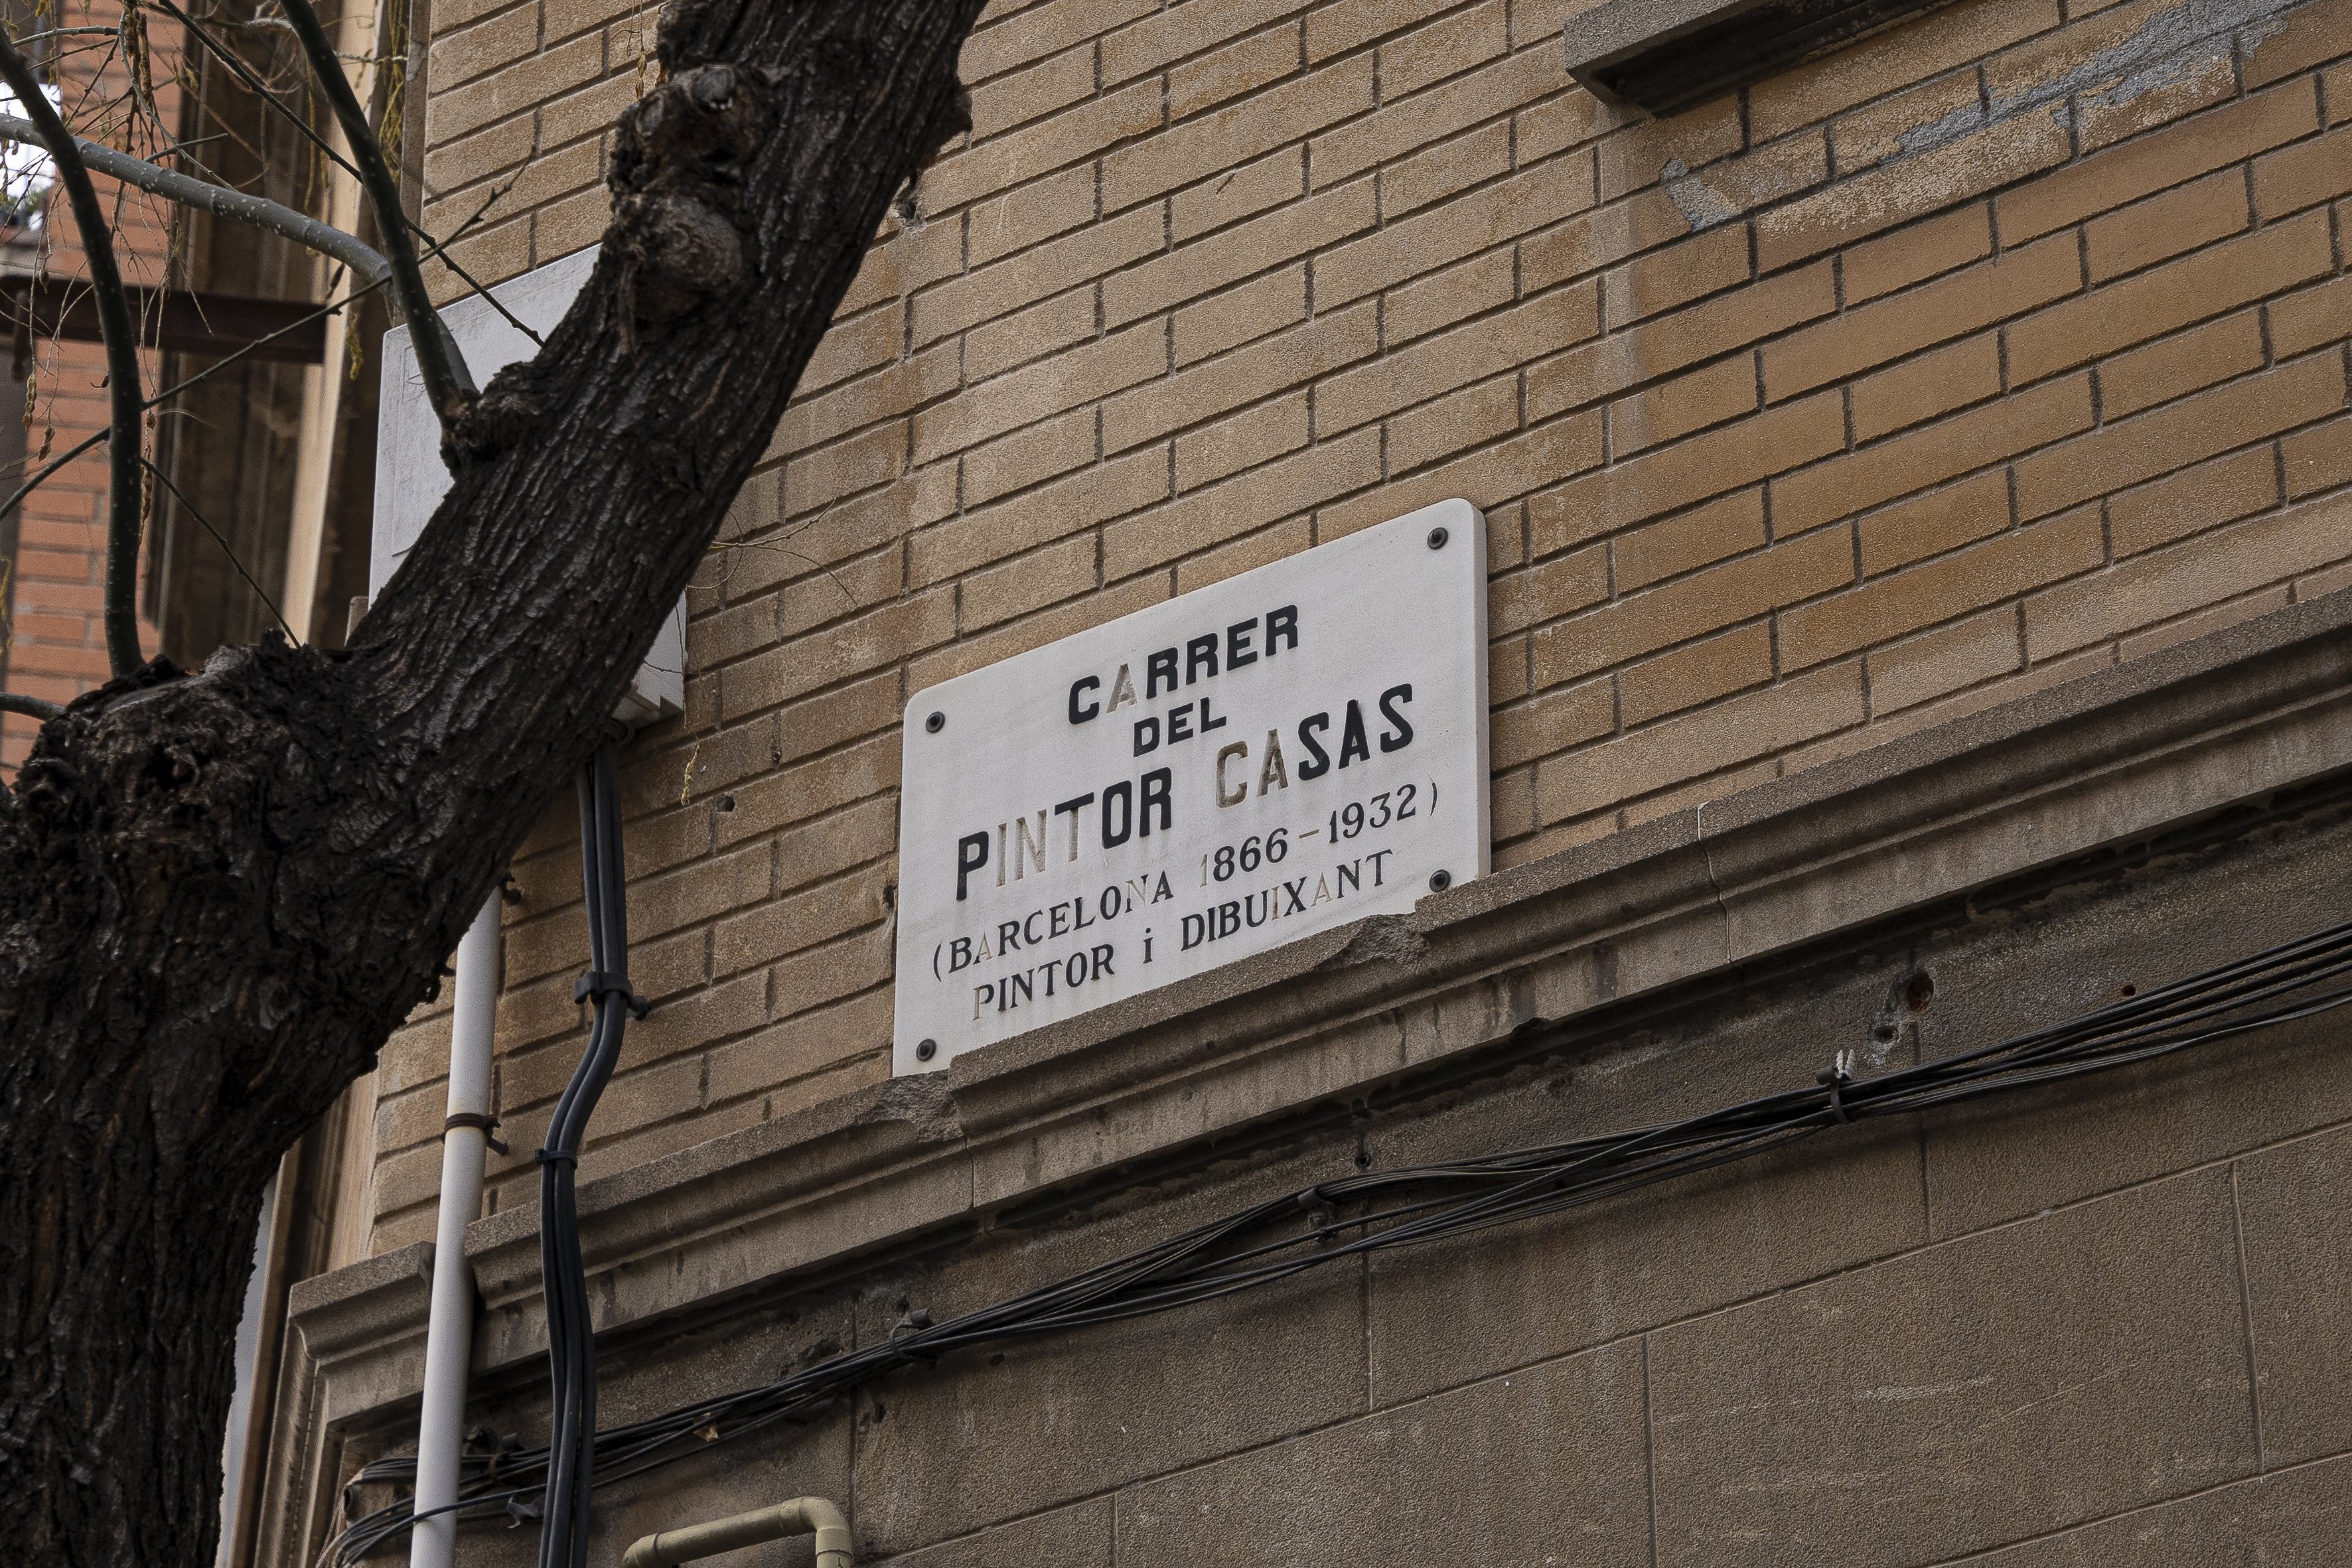 CARRER
DEL
PINTOR CASAS
(BARCELONA 1866-1932)
PINTOR i DIBUIXANT